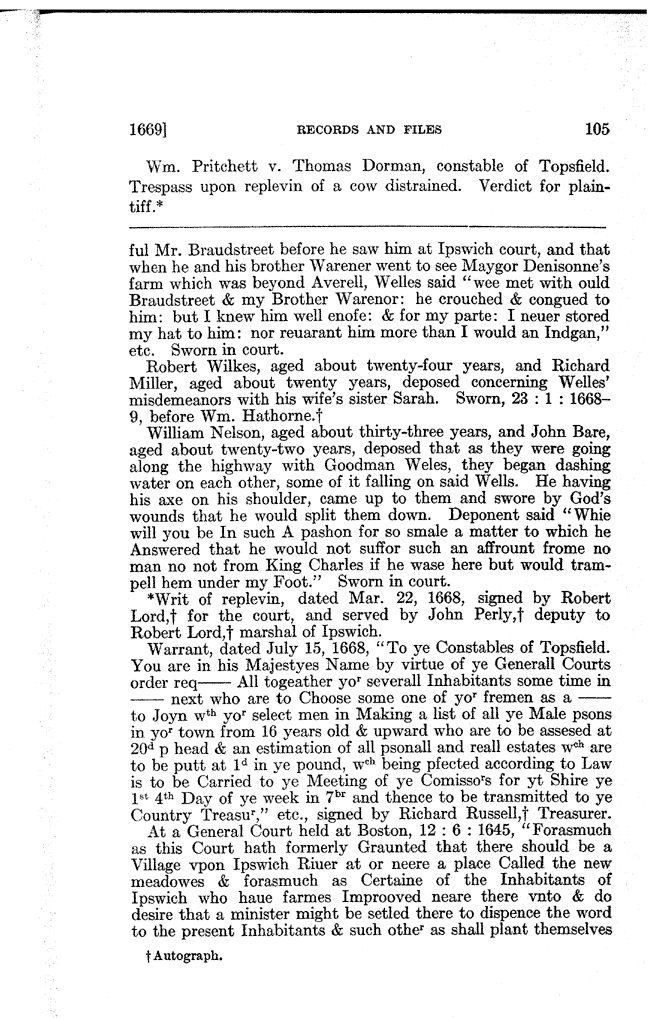 1669] RECORDS AND FILES 105
Wm. Pritchett v. Thomas Dorman, constable of Topsfield.
Trespass upon replevin of a cow distrained. Verdict for plain-
tiff.*
ful Mr. Braudstreet before he saw him at Ipswich court, and that
when he and his brother Warener went to see Maygor Denisonne's
farm which was beyond Averell, Welles said "wee met with ould
Braudstreet & my Brother Warenor: he crouched & congued to
him: but I knew him well enofe: & for my parte: I neuer stored
my hat to him: nor reuarant him more than I would an Indgan,"
etc. Sworn in court.
Robert Wilkes, aged about twenty-four years, and Richard
Miller, aged about twenty years, deposed concerning Welles'
misdemeanors with his wife's sister Sarah. Sworn, 23 : 1 : 1668–
9, before Wm. Hathorne.†
William Nelson, aged about thirty-three years, and John Bare,
aged about twenty-two years, deposed that as they were going
along the highway with Goodman Weles, they began dashing
water on each other, some of it falling on said Wells. He having
his axe on his shoulder, came up to them and swore by God's
wounds that he would split them down. Deponent said "Whie
will you be In such A pashon for so smale a matter to which he
Answered that he would not suffor such an affrount frome no
man no not from King Charles if he wase here but would tram-
pell hem under my Foot." Sworn in court.
*Writ of replevin, dated Mar. 22, 1668, signed by Robert
Lord,† for the court, and served by John Perly,† deputy to
Robert Lord,† marshal of Ipswich.
Warrant, dated July 15, 1668, "To ye Constables of Topsfield.
You are in his Majestyes Name by virtue of ye Generall Courts
order req—— All togeather yoʳ severall Inhabitants some time in
—— next who are to Choose some one of yoʳ fremen as a ——
to Joyn wᵗʰ yoʳ select men in Making a list of all ye Male psons
in yoʳ town from 16 years old & upward who are to be assesed at
20ᵈ p head & an estimation of all psonall and reall estates wᶜʰ are
to be putt at 1ᵈ in ye pound, wᶜʰ being pfected according to Law
is to be Carried to ye Meeting of ye Comissoʳs for yt Shire ye
1ˢᵗ 4ᵗʰ Day of ye week in 7ᵇʳ and thence to be transmitted to ye
Country Treasuʳ," etc., signed by Richard Russell,† Treasurer.
At a General Court held at Boston, 12 : 6 : 1645, "Forasmuch
as this Court hath formerly Graunted that there should be a
Village vpon Ipswich Riuer at or neere a place Called the new
meadowes & forasmuch as Certaine of the Inhabitants of
Ipswich who haue farmes Improoved neare there vnto & do
desire that a minister might be setled there to dispence the word
to the present Inhabitants & such otheʳ as shall plant themselves
†Autograph.